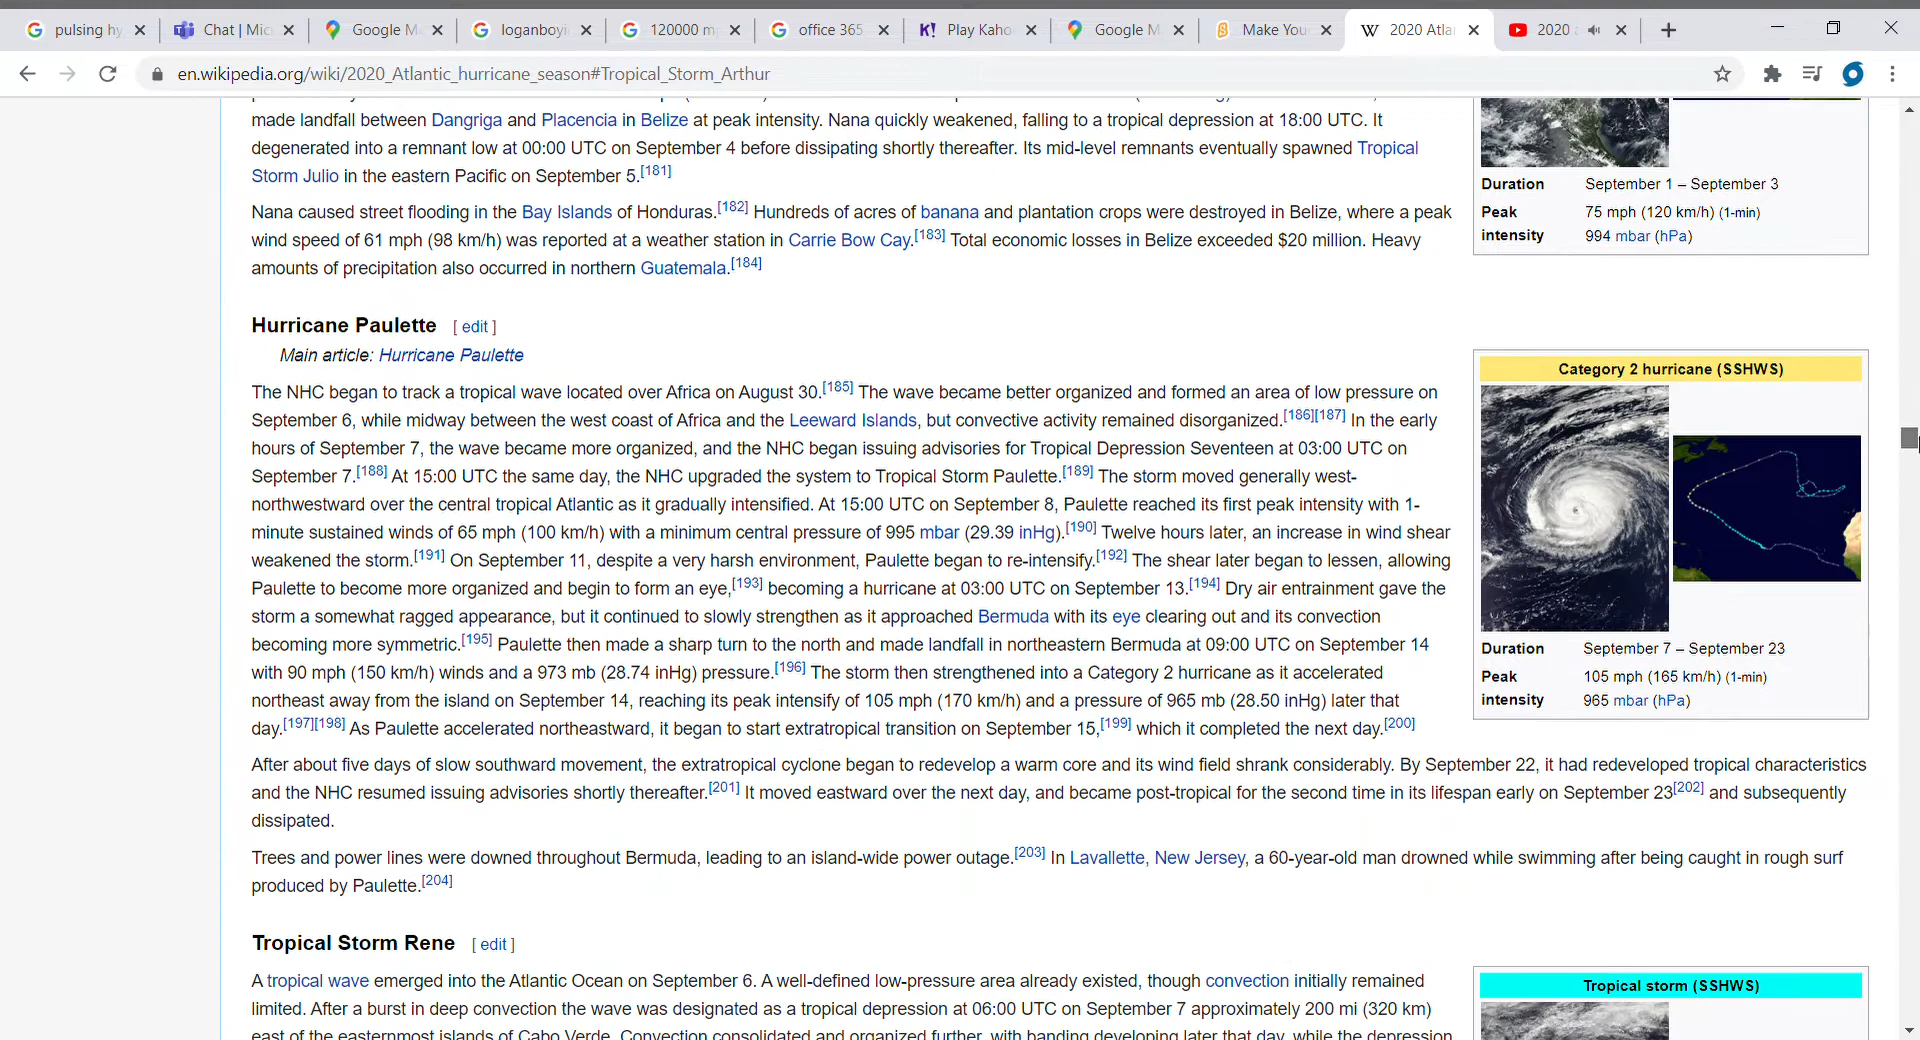 pulsing hy
Chat | Mic
Google M
loganboyi
120000 m
office 365
Play Kaho
Google M
Make You
2020 Atla
2020
en.wikipedia.org/wiki/2020_Atlantic_hurricane_season#Tropical_Storm_Arthur
made landfall between Dangriga and Placencia in Belize at peak intensity. Nana quickly weakened, falling to a tropical depression at 18:00 UTC. It
degenerated into a remnant low at 00:00 UTC on September 4 before dissipating shortly thereafter. Its mid-level remnants eventually spawned Tropical
Storm Julio in the eastern Pacific on September 5.[181]
Nana caused street flooding in the Bay Islands of Honduras.[182] Hundreds of acres of banana and plantation crops were destroyed in Belize, where a peak
wind speed of 61 mph (98 km/h) was reported at a weather station in Carrie Bow Cay.[183] Total economic losses in Belize exceeded $20 million. Heavy
amounts of precipitation also occurred in northern Guatemala.[184]
Duration September 1 – September 3
Peak 75 mph (120 km/h) (1-min)
intensity 994 mbar (hPa)
Hurricane Paulette [ edit ]
Main article: Hurricane Paulette
The NHC began to track a tropical wave located over Africa on August 30.[185] The wave became better organized and formed an area of low pressure on
September 6, while midway between the west coast of Africa and the Leeward Islands, but convective activity remained disorganized.[186][187] In the early
hours of September 7, the wave became more organized, and the NHC began issuing advisories for Tropical Depression Seventeen at 03:00 UTC on
September 7.[188] At 15:00 UTC the same day, the NHC upgraded the system to Tropical Storm Paulette.[189] The storm moved generally west-
northwestward over the central tropical Atlantic as it gradually intensified. At 15:00 UTC on September 8, Paulette reached its first peak intensity with 1-
minute sustained winds of 65 mph (100 km/h) with a minimum central pressure of 995 mbar (29.39 inHg).[190] Twelve hours later, an increase in wind shear
weakened the storm.[191] On September 11, despite a very harsh environment, Paulette began to re-intensify.[192] The shear later began to lessen, allowing
Paulette to become more organized and begin to form an eye,[193] becoming a hurricane at 03:00 UTC on September 13.[194] Dry air entrainment gave the
storm a somewhat ragged appearance, but it continued to slowly strengthen as it approached Bermuda with its eye clearing out and its convection
becoming more symmetric.[195] Paulette then made a sharp turn to the north and made landfall in northeastern Bermuda at 09:00 UTC on September 14
with 90 mph (150 km/h) winds and a 973 mb (28.74 inHg) pressure.[196] The storm then strengthened into a Category 2 hurricane as it accelerated
northeast away from the island on September 14, reaching its peak intensify of 105 mph (170 km/h) and a pressure of 965 mb (28.50 inHg) later that
day.[197][198] As Paulette accelerated northeastward, it began to start extratropical transition on September 15,[199] which it completed the next day.[200]
Category 2 hurricane (SSHWS)
Duration September 7 – September 23
Peak 105 mph (165 km/h) (1-min)
intensity 965 mbar (hPa)
After about five days of slow southward movement, the extratropical cyclone began to redevelop a warm core and its wind field shrank considerably. By September 22, it had redeveloped tropical characteristics
and the NHC resumed issuing advisories shortly thereafter.[201] It moved eastward over the next day, and became post-tropical for the second time in its lifespan early on September 23[202] and subsequently
dissipated.
Trees and power lines were downed throughout Bermuda, leading to an island-wide power outage.[203] In Lavallette, New Jersey, a 60-year-old man drowned while swimming after being caught in rough surf
produced by Paulette.[204]
Tropical Storm Rene [ edit ]
A tropical wave emerged into the Atlantic Ocean on September 6. A well-defined low-pressure area already existed, though convection initially remained
limited. After a burst in deep convection the wave was designated as a tropical depression at 06:00 UTC on September 7 approximately 200 mi (320 km)
east of the easternmost islands of Cabo Verde. Convection consolidated and organized further, with banding developing later that day, while the depression
Tropical storm (SSHWS)